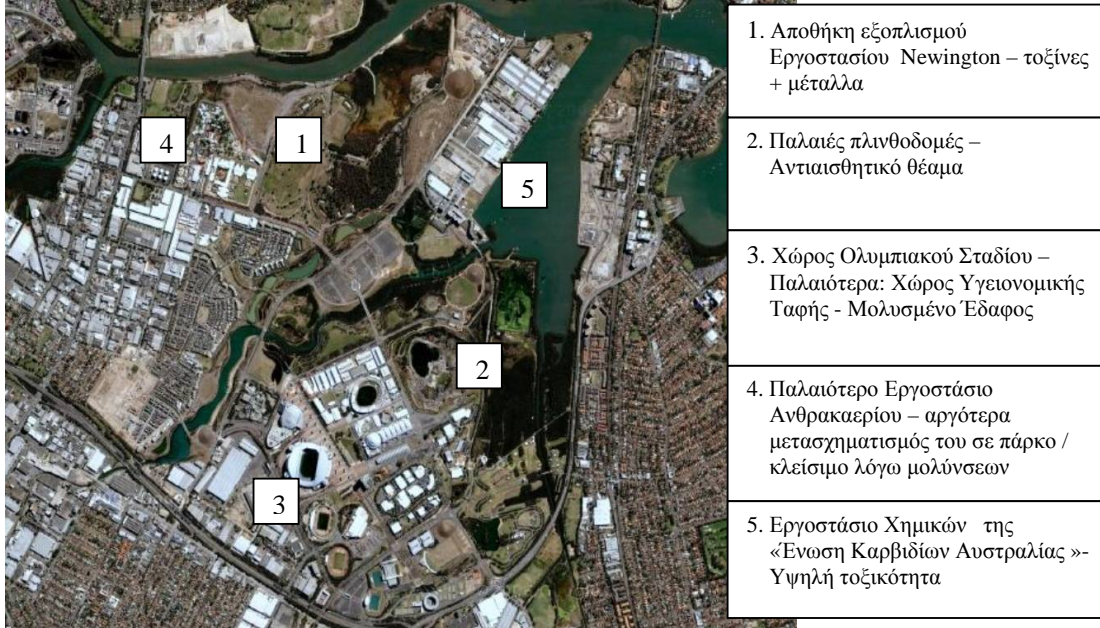 4
1
5
2
3
1. Αποθήκη εξοπλισμού
Εργοστασίου Newington – τοξίνες
+ μέταλλα
2. Παλαιές πλινθοδομές –
Αντιαισθητικό θέαμα
3. Χώρος Ολυμπιακού Σταδίου –
Παλαιότερα: Χώρος Υγειονομικής
Ταφής - Μολυσμένο Έδαφος
4. Παλαιότερο Εργοστάσιο
Ανθρακαερίου – αργότερα
μετασχηματισμός του σε πάρκο /
κλείσιμο λόγω μολύνσεων
5. Εργοστάσιο Χημικών της
«Ένωση Καρβιδίων Αυστραλίας »-
Υψηλή τοξικότητα